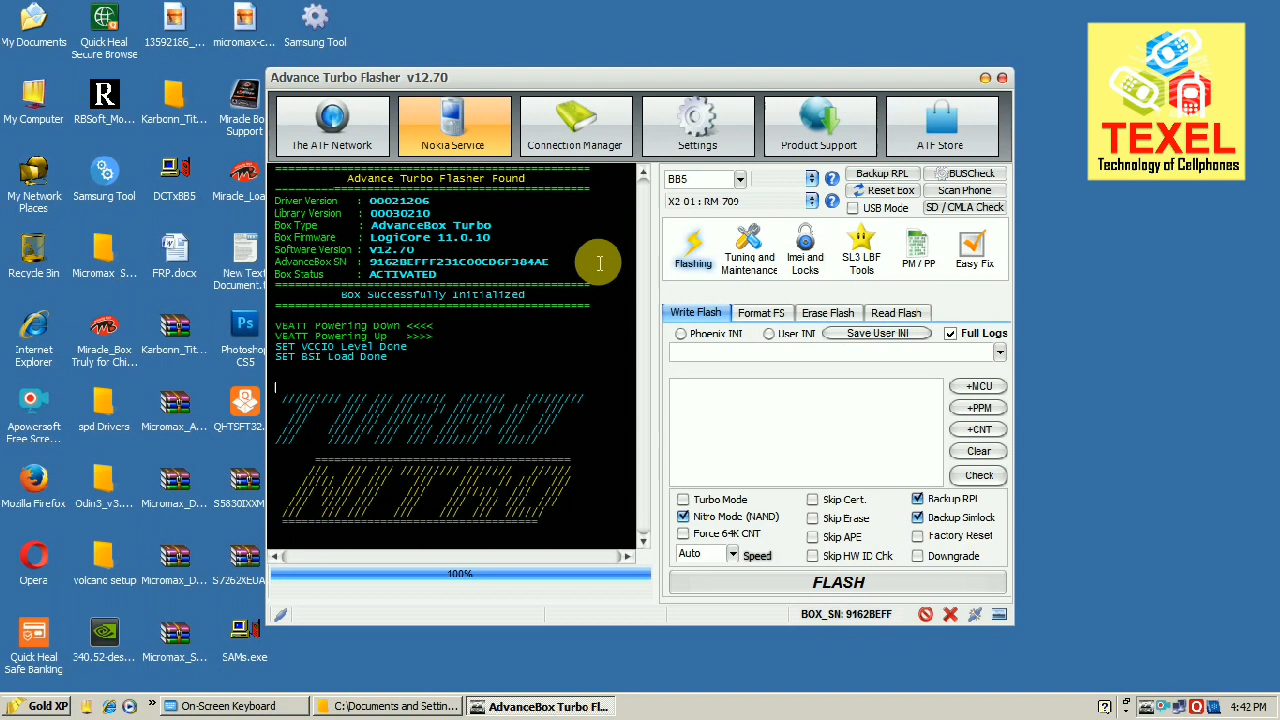 My Documents
Quick Heal Secure Browse
13592186_...
micromax-c...
Samsung Tool
My Computer
RBSoft_Mo...
Karbonn_...
Miracle Bo
Support
My Network Places
Samsung Tool
DCTxBB5
Miracle_Loa
Recycle Bin
Micromax_S...
FRP.docx
New Text
Document.t
Internet Explorer
Miracle_Box
Truly for Chi...
Karbonn_T...
Photoshop
CS5
Apowersoft
Free Scre...
spd Drivers
Micromax_A...
QHTSFT32.
Mozilla Firefox
Odin3_v3....
Micromax_D...
S5830IXXM
Opera
volcano setup
Micromax_D...
S7262XEUA
Quick Heal
Safe Banking
340.52-des...
Micromax_S...
SAMs.exe
Advance Turbo Flasher v12.70
The ATF Network
Nokia Service
Connection Manager
Settings
Product Support
ATF Store
Advance Turbo Flasher Found
Driver Version : 00021206
Library Version : 00030210
Box Type : AdvanceBox Turbo
Box Firmware : LogiCore 11.0.10
Software Version : v12.70
Box Status : ACTIVATED
Box Successfully Initialized
VBATT Powering Down <<<<
VBATT Powering Up >>>>
SET VCCIO Level Done
SET BSI Load Done
100%
BB5
Backup RPL
BUSCheck
Reset Box
Scan Phone
X2 01 : RM 709
USB Mode
SD / CMLA Check
Flashing
Tuning and Maintenance
Imei and Locks
SL3 LBF Tools
PM / PP
Easy Fix
Write Flash
Format FS
Erase Flash
Read Flash
Phoenix INI
User INI
Save User INI
Full Logs
+MCU
+PPM
+CNT
Clear
Check
Turbo Mode
Skip Cert.
Backup RPL
Nitro Mode (NAND)
Skip Erase
Backup Simlock
Force 64K CNT
Skip APE
Factory Reset
Auto
Speed
Skip HW ID Chk
Downgrade
FLASH
BOX_SN: 9162BEFF
TEXEL
Technology of Cellphones
Gold XP
»
On-Screen Keyboard
C:\Documents and Settin...
AdvanceBox Turbo Fl...
4:42 PM